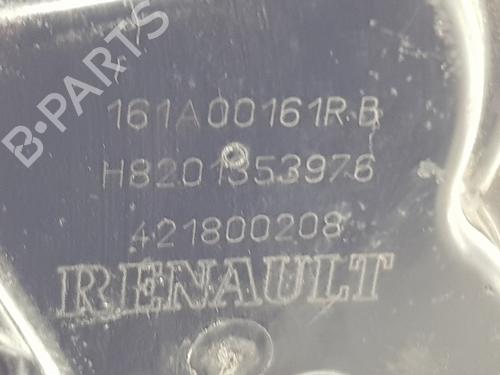 B-PARTS
161A00161R B
H8201353976
421800208
RENAULT